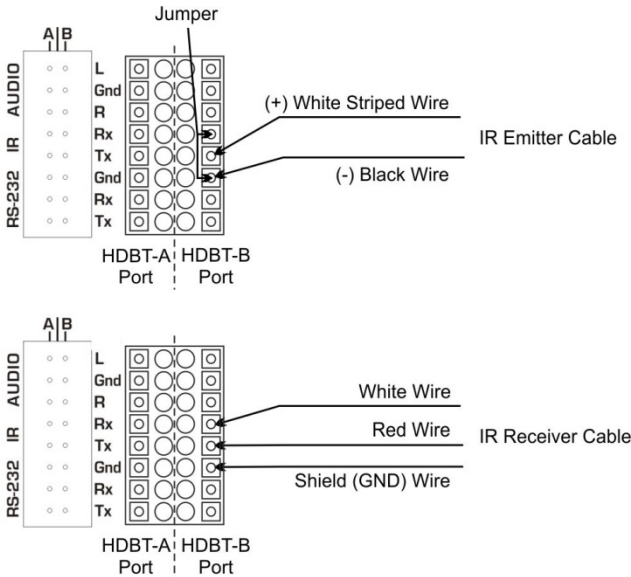 Jumper
A B
AUDIO
IR
RS-232
L
Gnd
R
Rx
Tx
Gnd
Rx
Tx
(+) White Striped Wire
IR Emitter Cable
(-) Black Wire
HDBT-A HDBT-B
Port Port
A B
AUDIO
IR
RS-232
L
Gnd
R
Rx
Tx
Gnd
Rx
Tx
White Wire
Red Wire
IR Receiver Cable
Shield (GND) Wire
HDBT-A HDBT-B
Port Port